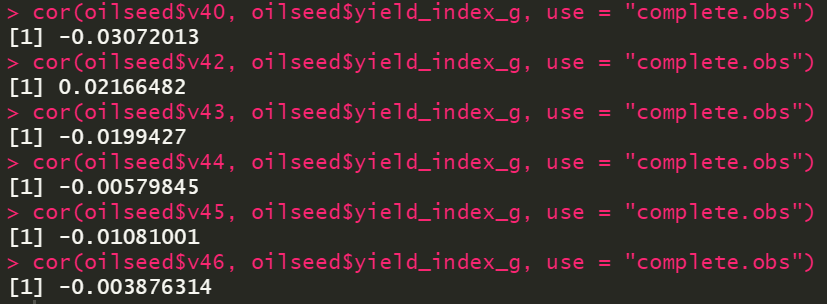 > cor(oilseed$v40, oilseed$yield_index_g, use = "complete.obs")
[1] -0.03072013
> cor(oilseed$v42, oilseed$yield_index_g, use = "complete.obs")
[1] 0.02166482
> cor(oilseed$v43, oilseed$yield_index_g, use = "complete.obs")
[1] -0.0199427
> cor(oilseed$v44, oilseed$yield_index_g, use = "complete.obs")
[1] -0.00579845
> cor(oilseed$v45, oilseed$yield_index_g, use = "complete.obs")
[1] -0.01081001
> cor(oilseed$v46, oilseed$yield_index_g, use = "complete.obs")
[1] -0.003876314